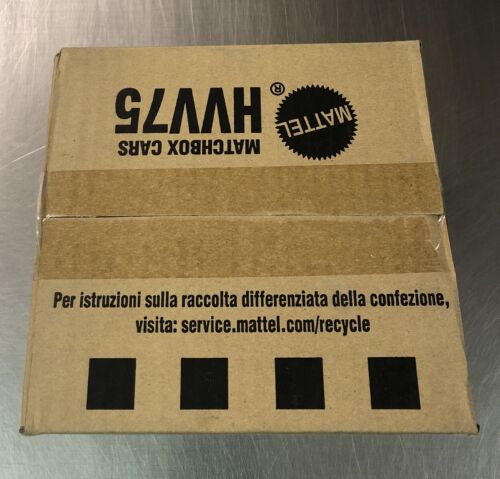 MATTEL
®
HVV75
MATCHBOX CARS
Per istruzioni sulla raccolta differenziata della confezione,
visita: service.mattel.com/recycle